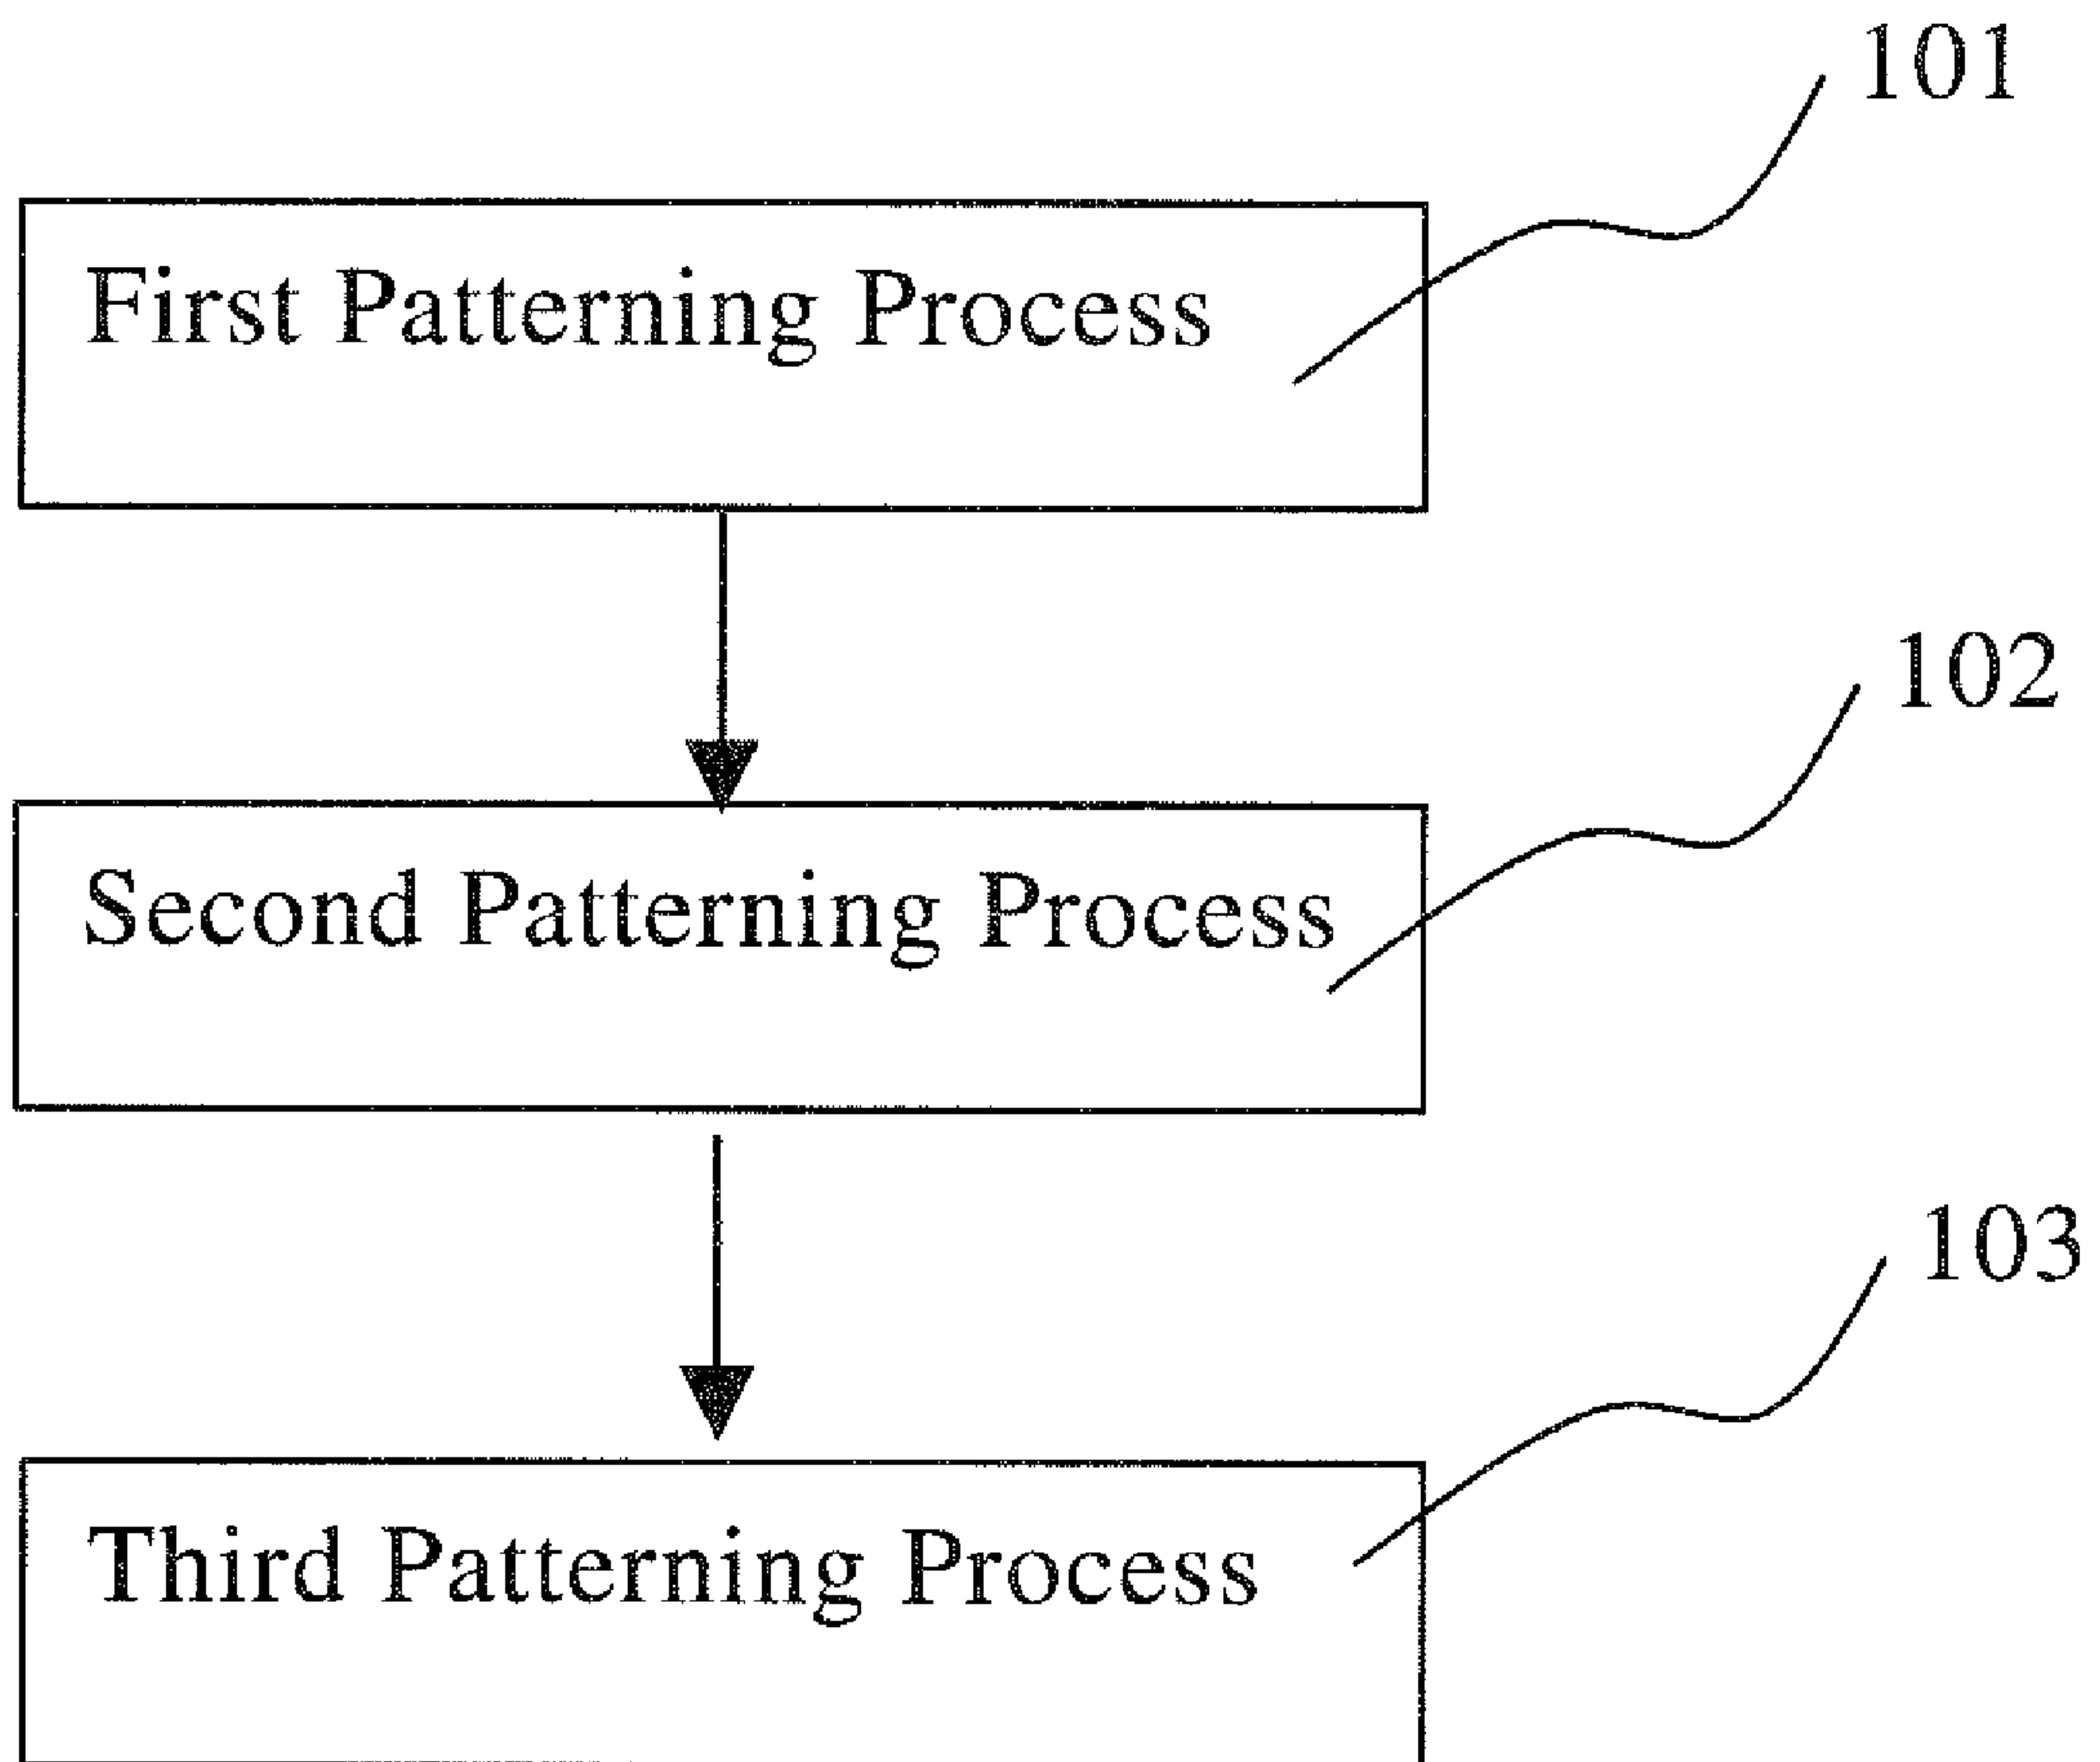 101
First Patterning Process
102
Second Patterning Process
103
Third Patterning Process